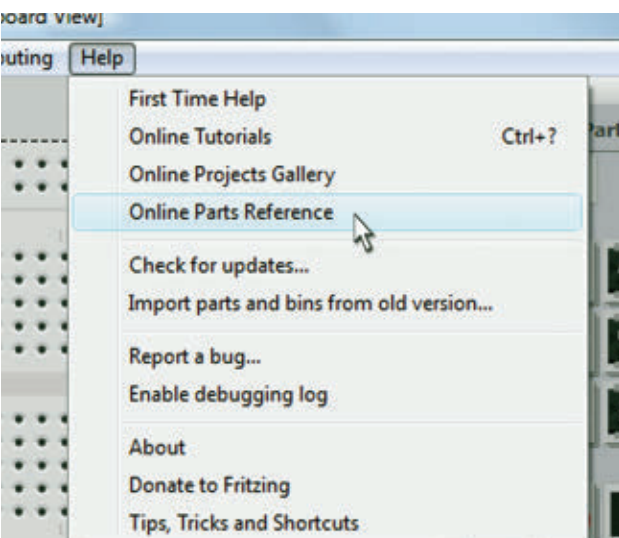 board View]
outing Help
First Time Help
Online Tutorials Ctrl+?
Part
Online Projects Gallery
Online Parts Reference
Check for updates...
Import parts and bins from old version...
Report a bug...
Enable debugging log
About
Donate to Fritzing
Tips, Tricks and Shortcuts